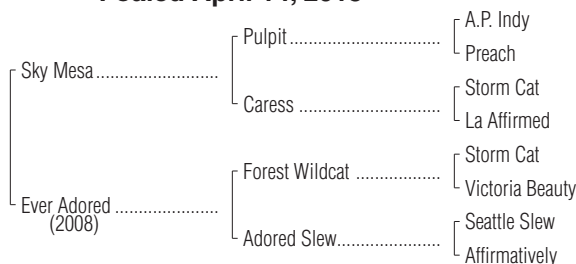 Foaled April
A.P. Indy
Pulpit
Preach
Sky Mesa
Storm Cat
Caress
La Affirmed
Storm Cat
Forest Wildcat
Victoria Beauty
Ever Adored
(2008)
Seattle Slew
Adored Slew
Affirmatively